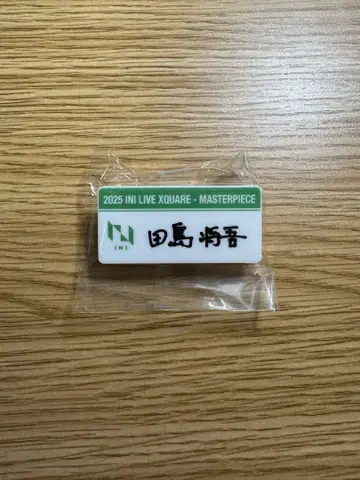 2025 INI LIVE XQUARE - MASTERPIECE
INI
田島将吾